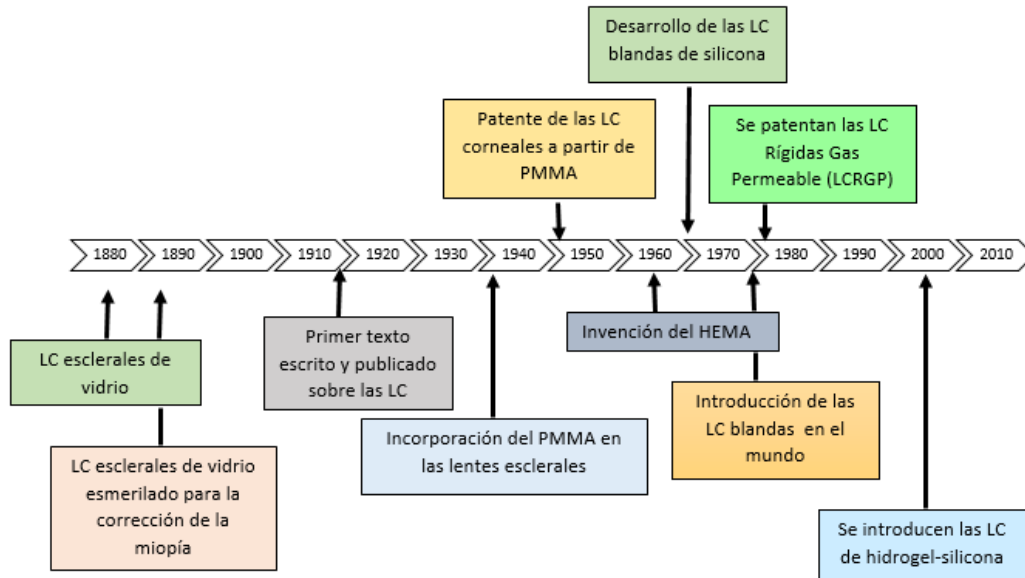 Desarrollo de las LC
blandas de silicona
Patente de las LC
corneales a partir de
PMMA
Se patentan las LC
Rígidas Gas
Permeable (LCRGP)
1880 1890 1900 1910 1920 1930 1940 1950 1960 1970 1980 1990 2000 2010
LC esclerales de
vidrio
LC esclerales de vidrio
esmerilado para la
corrección de la
miopía
Primer texto
escrito y publicado
sobre las LC
Incorporación del PMMA en
las lentes esclerales
Invención del HEMA
Introducción de las
LC blandas en el
mundo
Se introducen las LC
de hidrogel-silicona